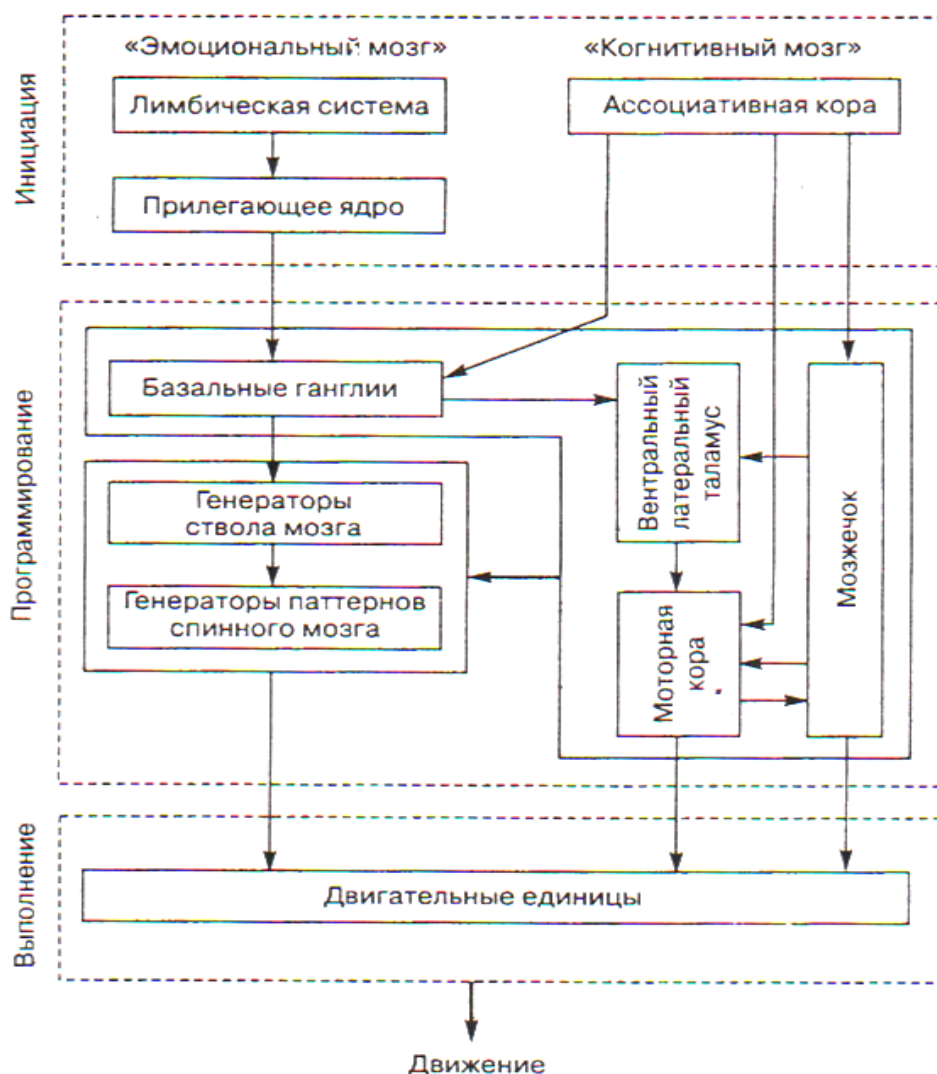 «Эмоциональный мозг»
«Когнитивный мозг»
Инициация
Лимбическая система
Ассоциативная кора
Прилегающее ядро
Программирование
Базальные ганглии
Вентральный
латеральный
таламус
Мозжечок
Генераторы
ствола мозга
Генераторы паттернов
спинного мозга
Моторная
кора
Выполнение
Двигательные единицы
Движение